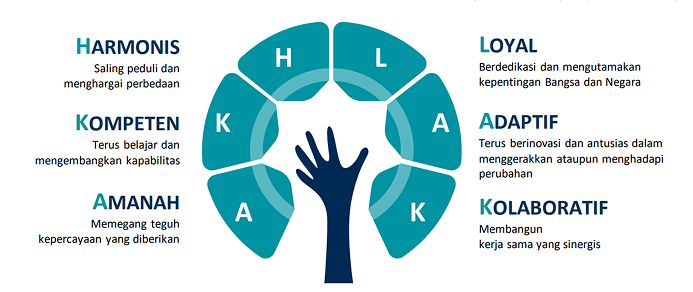 HARMONIS
Saling peduli dan
menghargai perbedaan
KOMPETEN
Terus belajar dan
mengembangkan kapabilitas
AMANAH
Memegang teguh
kepercayaan yang diberikan
H
L
K
A
A
K
LOYAL
Berdedikasi dan mengutamakan
kepentingan Bangsa dan Negara
ADAPTIF
Terus berinovasi dan antusias dalam
menggerakkan ataupun menghadapi
perubahan
KOLABORATIF
Membangun
kerja sama yang sinergis